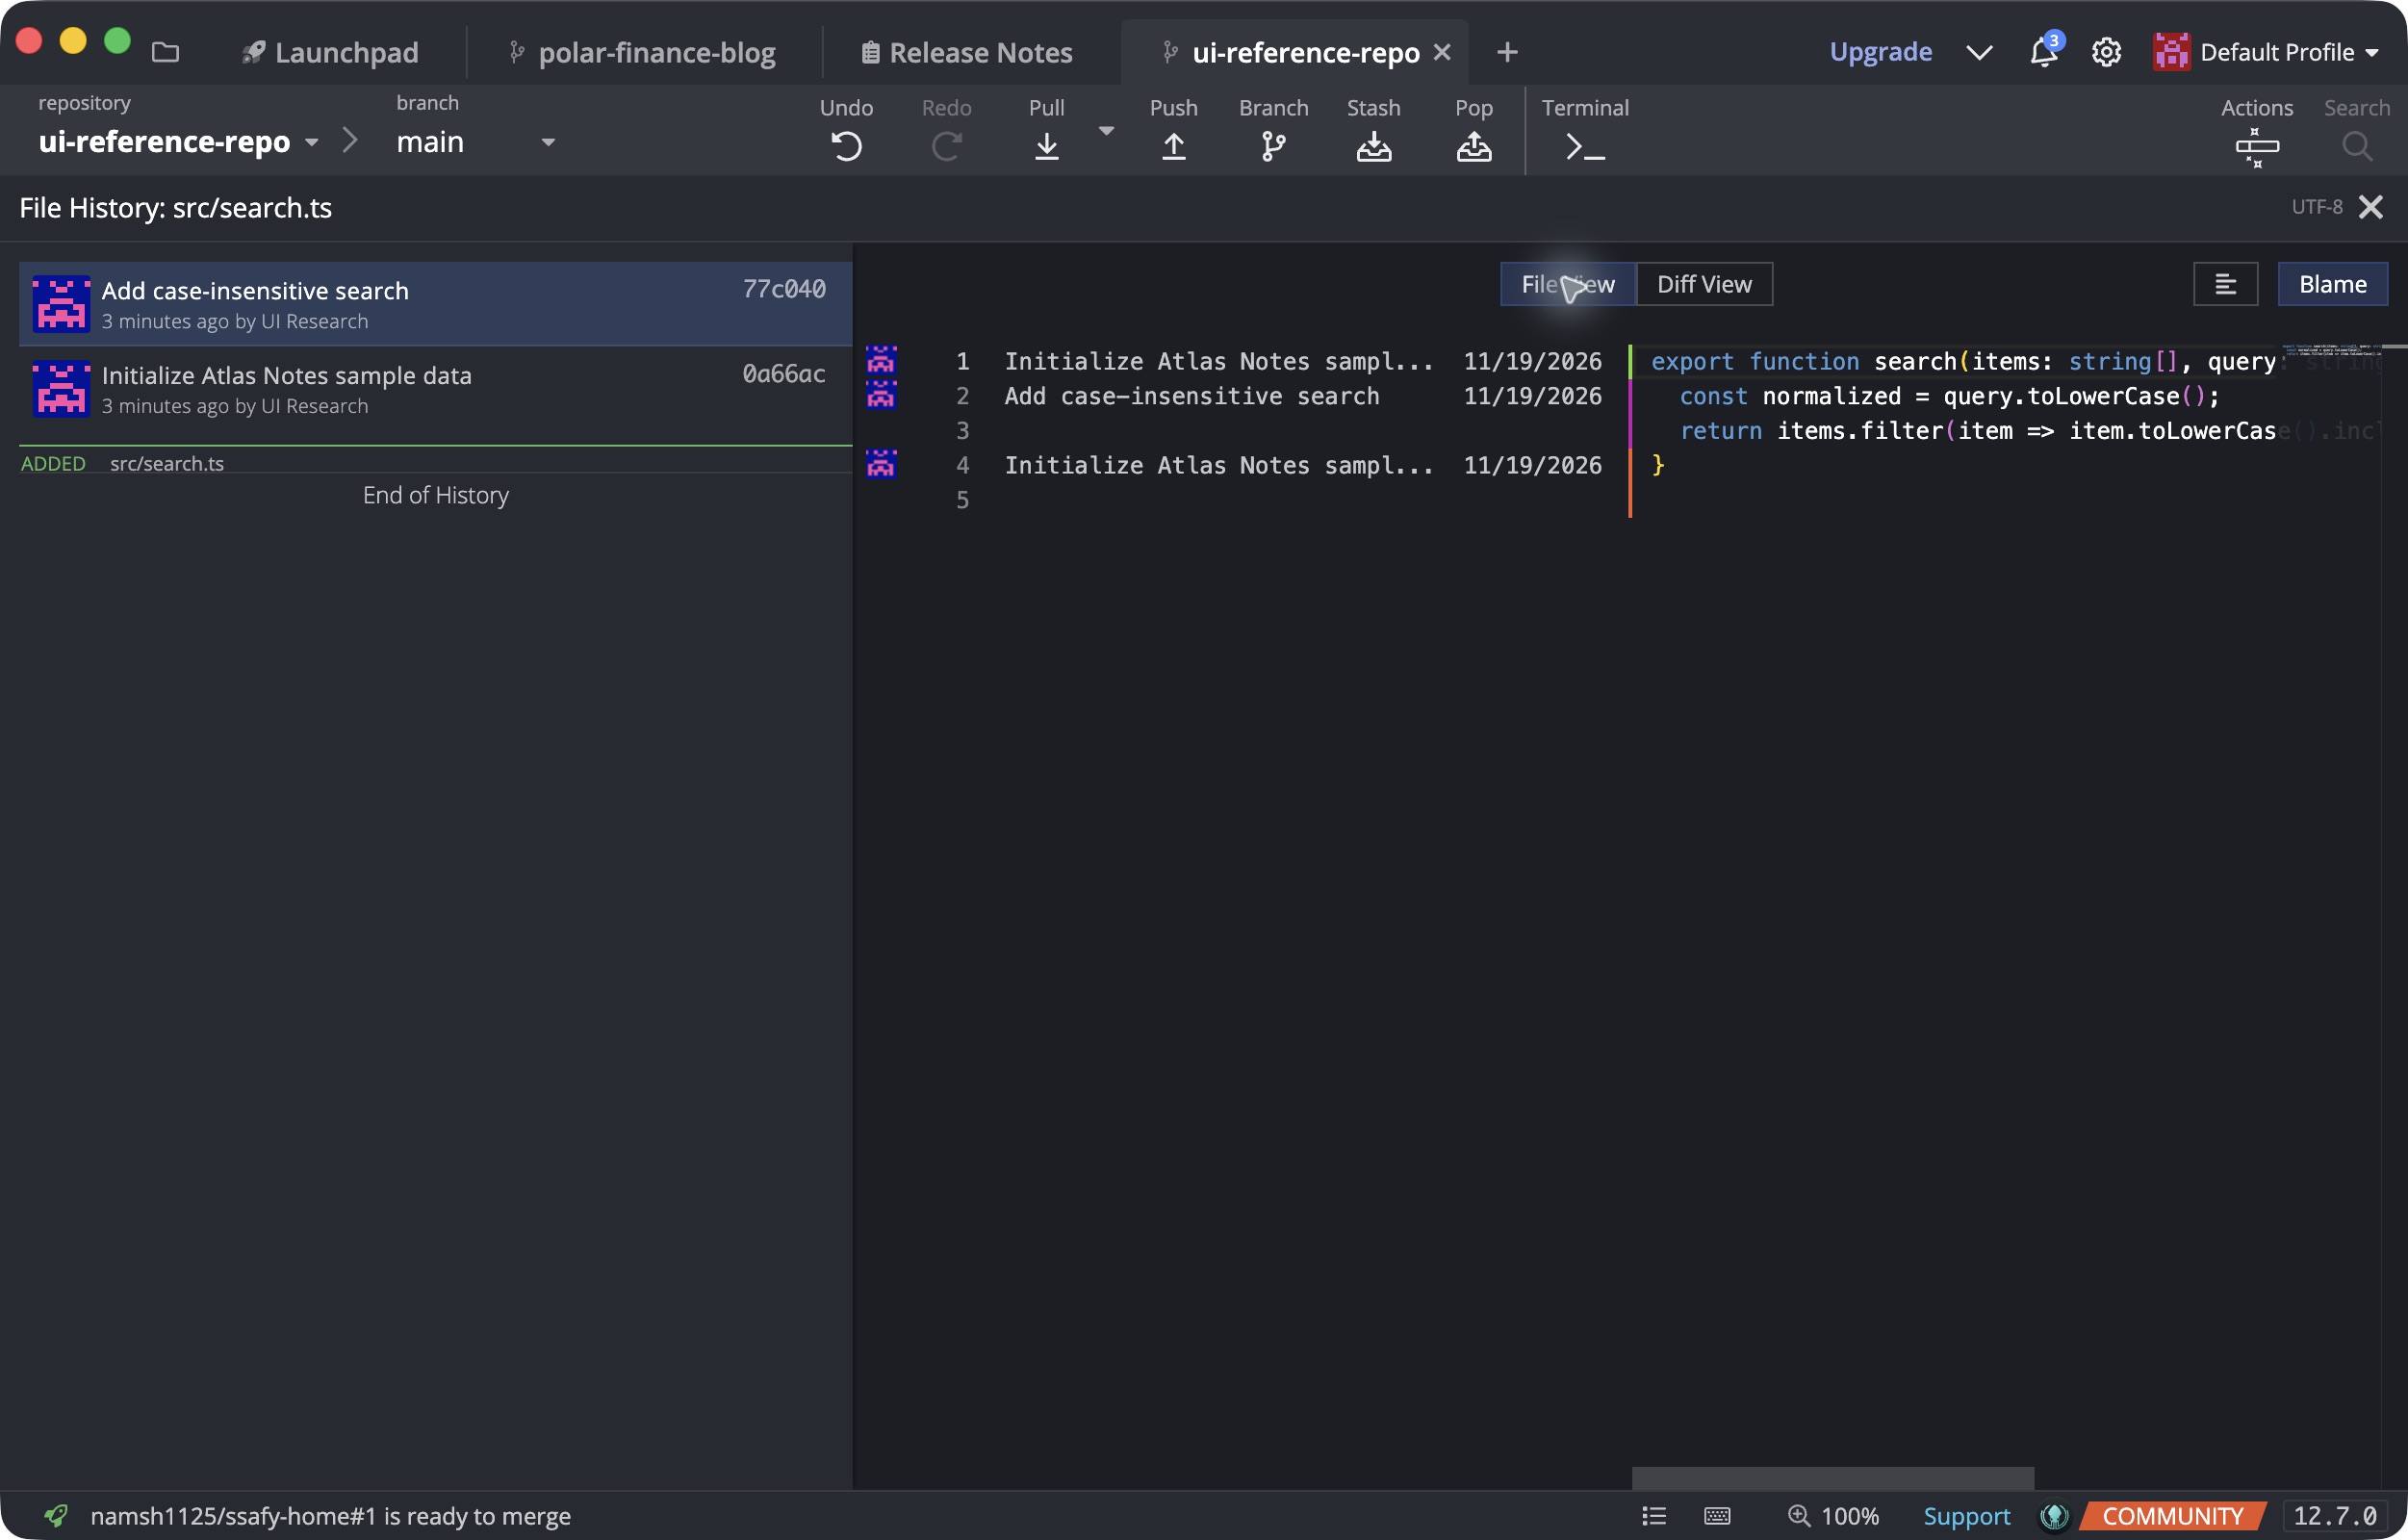 Launchpad
polar-finance-blog
Release Notes
ui-reference-repo
Upgrade
3
Default Profile
repository
ui-reference-repo
branch
main
Undo
Redo
Pull
Push
Branch
Stash
Pop
Terminal
Actions
Search
File History: src/search.ts
UTF-8
Add case-insensitive search 77c040
3 minutes ago by UI Research
Initialize Atlas Notes sample data 0a66ac
3 minutes ago by UI Research
ADDED src/search.ts
End of History
File View
Diff View
Blame
1 Initialize Atlas Notes sampl... 11/19/2026 export function search(items: string[], query: string
2 Add case-insensitive search 11/19/2026 const normalized = query.toLowerCase();
3 return items.filter(item => item.toLowerCase().incl
4 Initialize Atlas Notes sampl... 11/19/2026 }
5
namsh1125/ssafy-home#1 is ready to merge
100%
Support
COMMUNITY
12.7.0